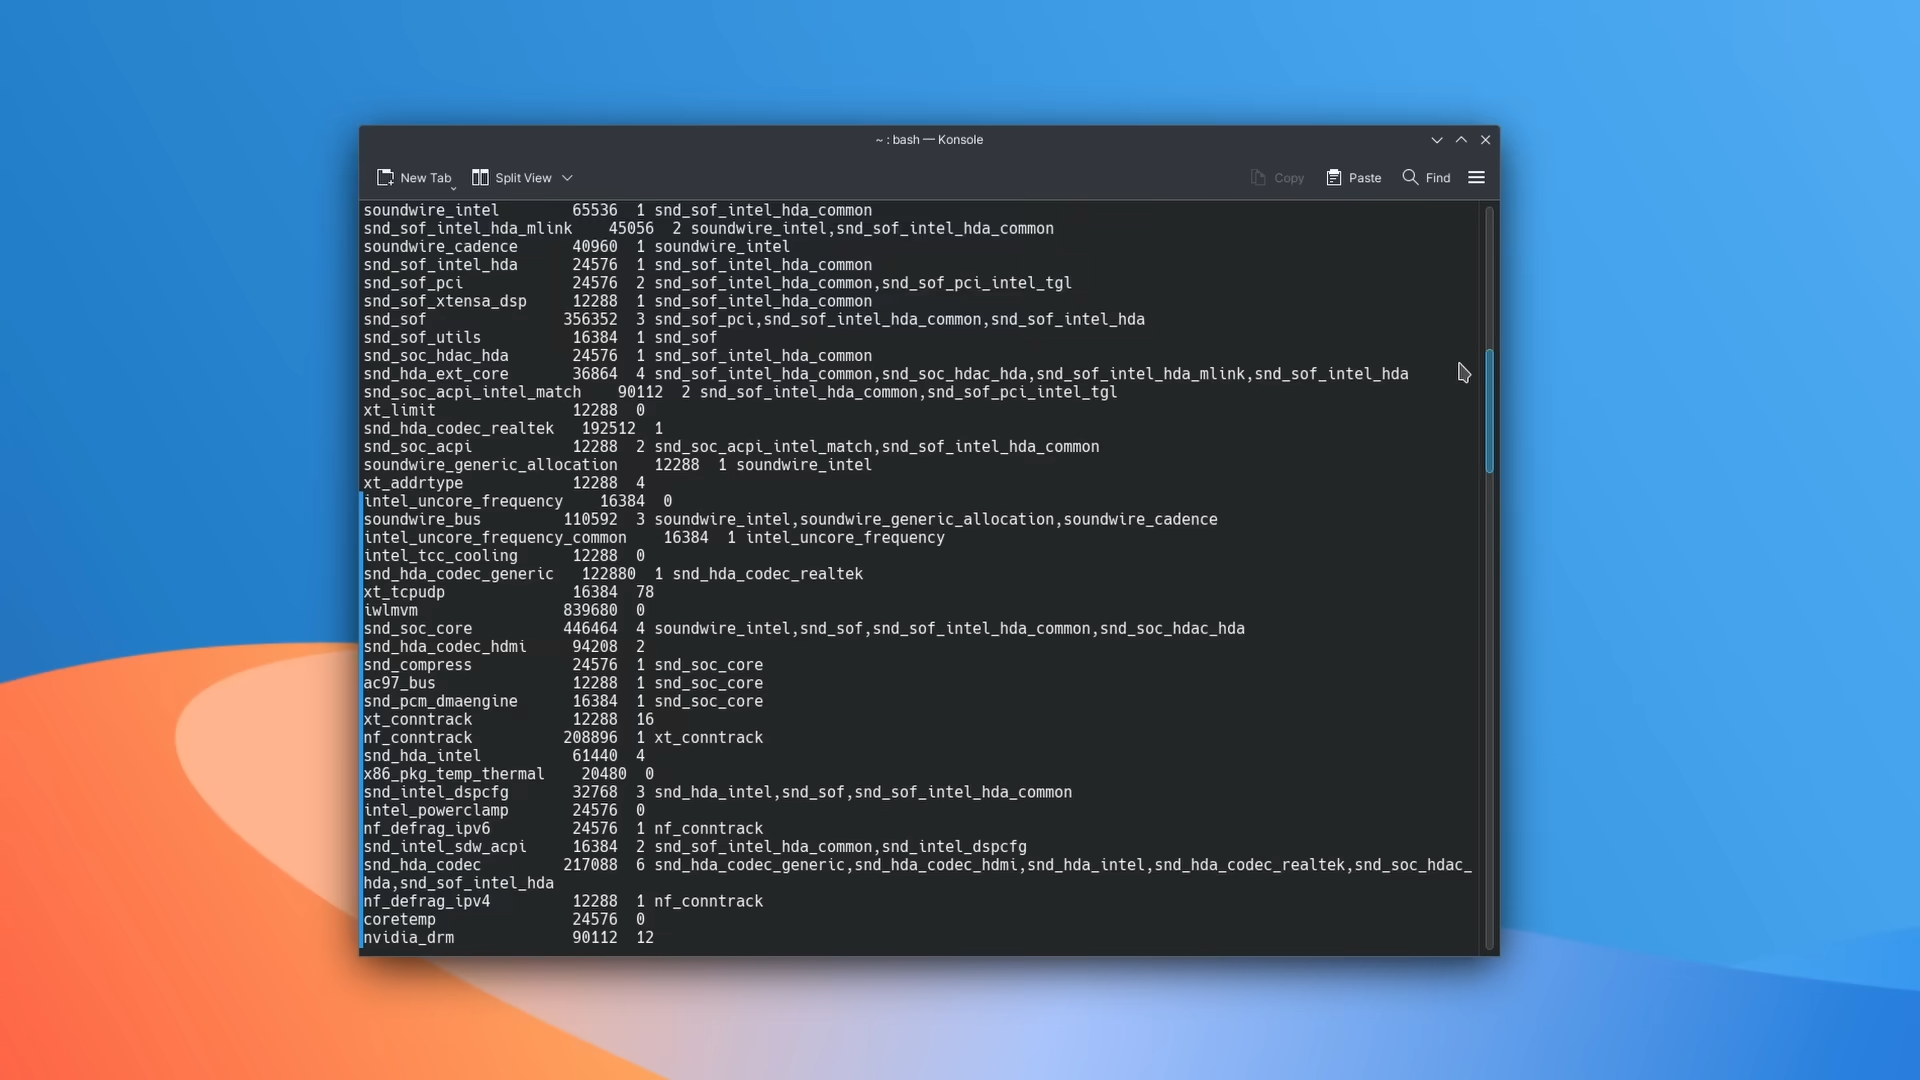 ~ : bash — Konsole
New Tab Split View Copy Paste Find
soundwire_intel        65536  1 snd_sof_intel_hda_common
snd_sof_intel_hda_mlink    45056  2 soundwire_intel,snd_sof_intel_hda_common
soundwire_cadence      40960  1 soundwire_intel
snd_sof_intel_hda      24576  1 snd_sof_intel_hda_common
snd_sof_pci            24576  2 snd_sof_intel_hda_common,snd_sof_pci_intel_tgl
snd_sof_xtensa_dsp     12288  1 snd_sof_intel_hda_common
snd_sof               356352  3 snd_sof_pci,snd_sof_intel_hda_common,snd_sof_intel_hda
snd_sof_utils          16384  1 snd_sof
snd_soc_hdac_hda       24576  1 snd_sof_intel_hda_common
snd_hda_ext_core       36864  4 snd_sof_intel_hda_common,snd_soc_hdac_hda,snd_sof_intel_hda_mlink,snd_sof_intel_hda
snd_soc_acpi_intel_match    90112  2 snd_sof_intel_hda_common,snd_sof_pci_intel_tgl
xt_limit               12288  0
snd_hda_codec_realtek   192512  1
snd_soc_acpi           12288  2 snd_soc_acpi_intel_match,snd_sof_intel_hda_common
soundwire_generic_allocation    12288  1 soundwire_intel
xt_addrtype            12288  4
intel_uncore_frequency    16384  0
soundwire_bus         110592  3 soundwire_intel,soundwire_generic_allocation,soundwire_cadence
intel_uncore_frequency_common    16384  1 intel_uncore_frequency
intel_tcc_cooling      12288  0
snd_hda_codec_generic   122880  1 snd_hda_codec_realtek
xt_tcpudp              16384  78
iwlmvm                839680  0
snd_soc_core          446464  4 soundwire_intel,snd_sof,snd_sof_intel_hda_common,snd_soc_hdac_hda
snd_hda_codec_hdmi     94208  2
snd_compress           24576  1 snd_soc_core
ac97_bus               12288  1 snd_soc_core
snd_pcm_dmaengine      16384  1 snd_soc_core
xt_conntrack           12288  16
nf_conntrack          208896  1 xt_conntrack
snd_hda_intel          61440  4
x86_pkg_temp_thermal    20480  0
snd_intel_dspcfg       32768  3 snd_hda_intel,snd_sof,snd_sof_intel_hda_common
intel_powerclamp       24576  0
nf_defrag_ipv6         24576  1 nf_conntrack
snd_intel_sdw_acpi     16384  2 snd_sof_intel_hda_common,snd_intel_dspcfg
snd_hda_codec         217088  6 snd_hda_codec_generic,snd_hda_codec_hdmi,snd_hda_intel,snd_hda_codec_realtek,snd_soc_hdac_
hda,snd_sof_intel_hda
nf_defrag_ipv4         12288  1 nf_conntrack
coretemp               24576  0
nvidia_drm             90112  12